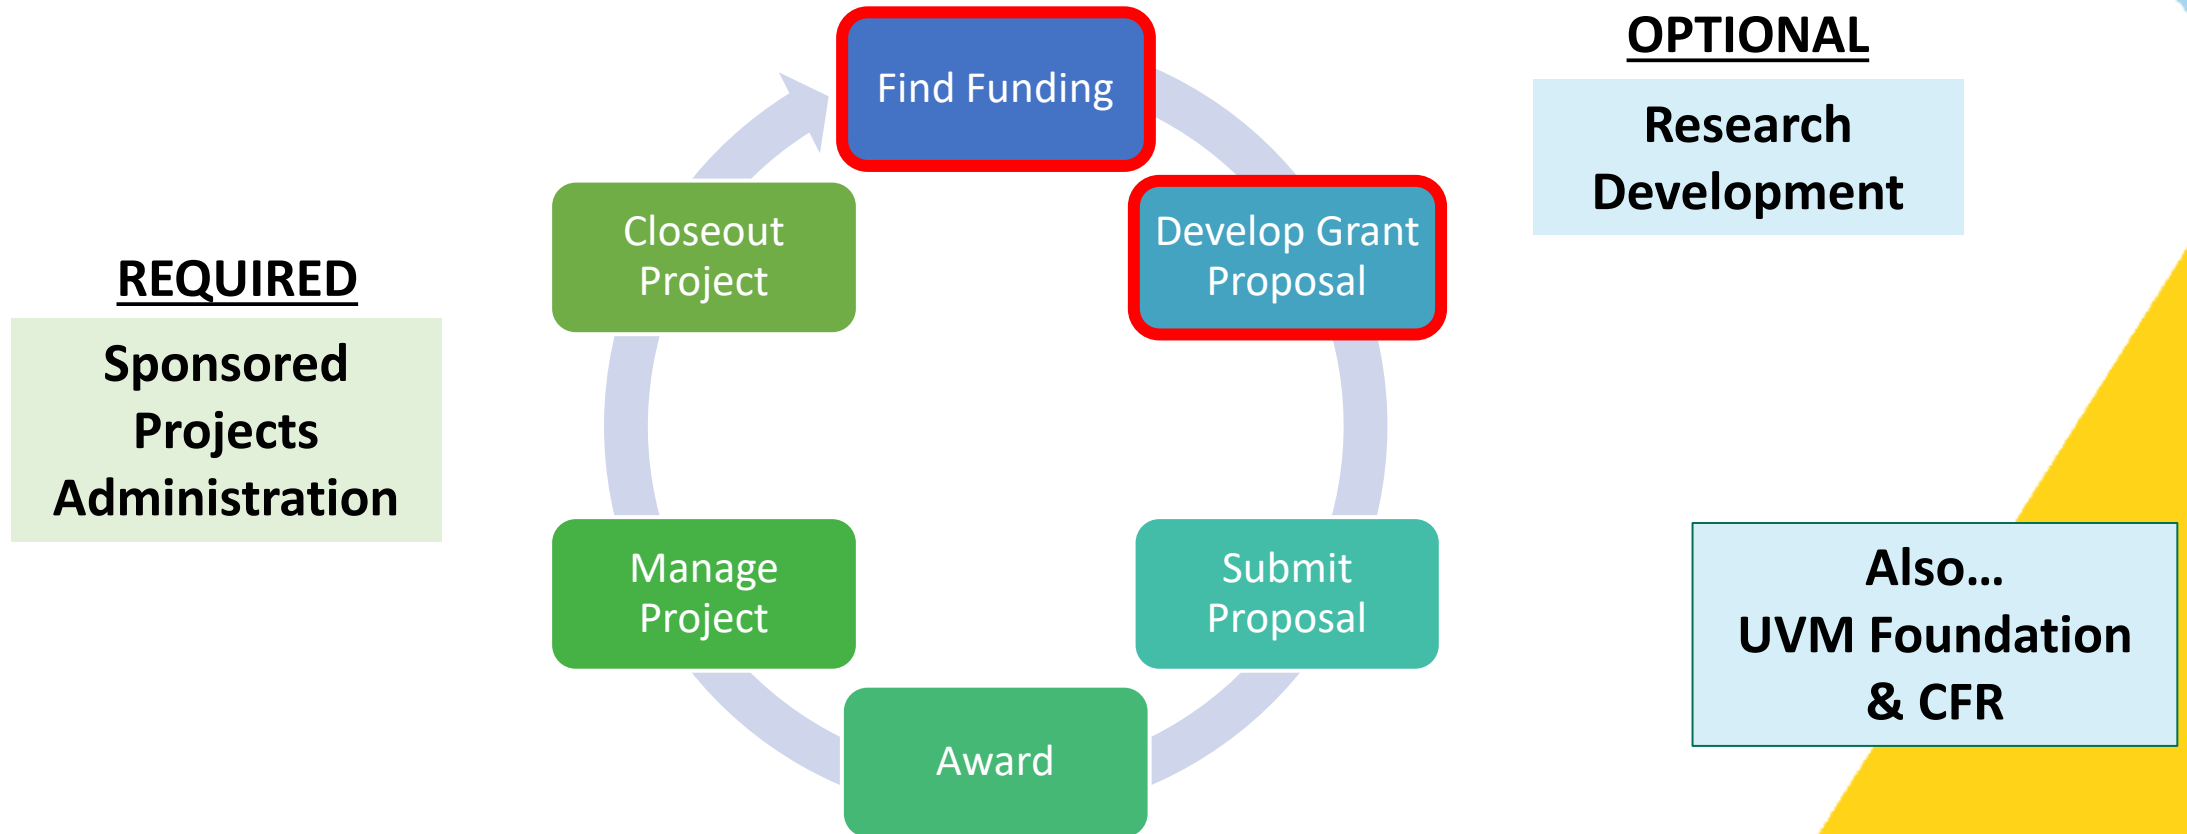 Find Funding
OPTIONAL
Research
Development
Develop Grant
Proposal
Closeout
Project
REQUIRED
Sponsored
Projects
Administration
Manage
Project
Submit
Proposal
Award
Also...
UVM Foundation
& CFR